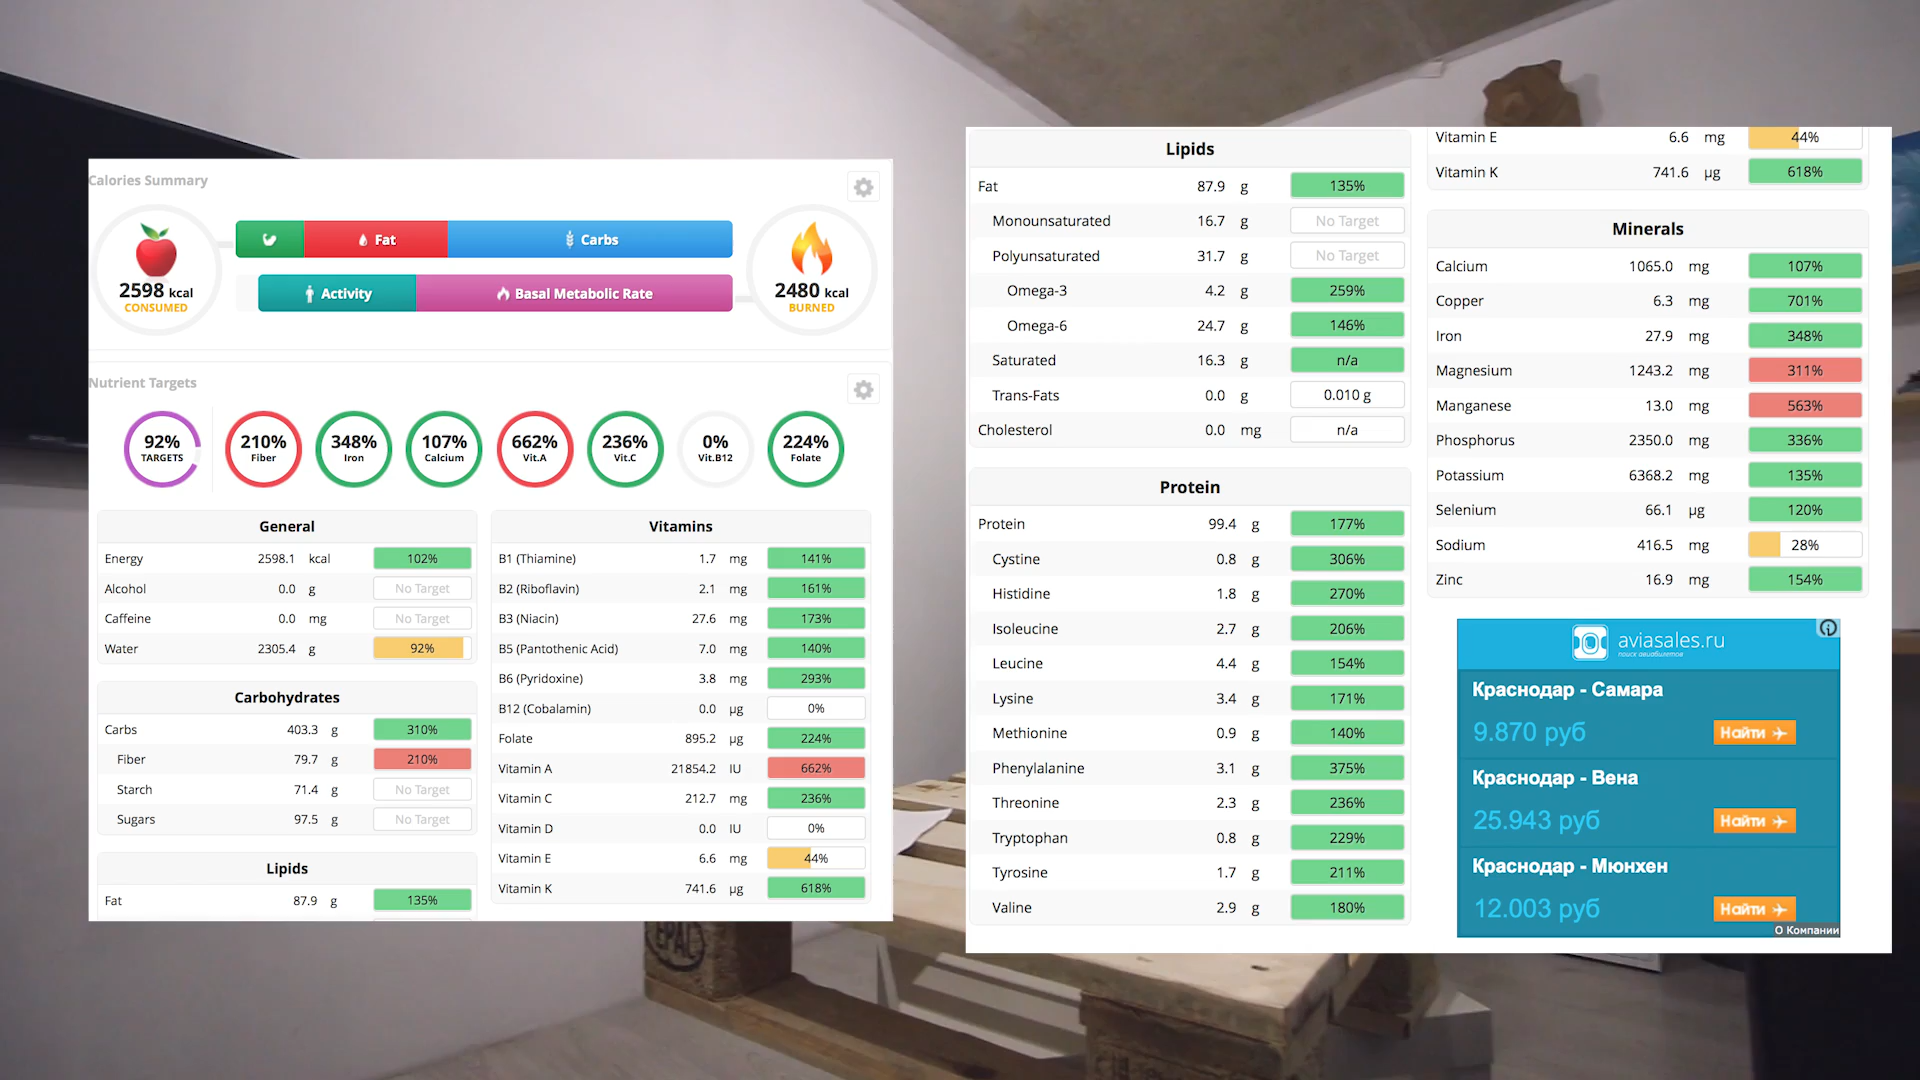 Calories Summary
2598 kcal
CONSUMED
Fat
Carbs
Activity
Basal Metabolic Rate
2480 kcal
BURNED
Nutrient Targets
92% TARGETS
210% Fiber
348% Iron
107% Calcium
662% Vit.A
236% Vit.C
0% Vit.B12
224% Folate
General
Energy 2598.1 kcal 102%
Alcohol 0.0 g No Target
Caffeine 0.0 mg No Target
Water 2305.4 g 92%
Carbohydrates
Carbs 403.3 g 310%
Fiber 79.7 g 210%
Starch 71.4 g No Target
Sugars 97.5 g No Target
Lipids
Fat 87.9 g 135%
Vitamins
B1 (Thiamine) 1.7 mg 141%
B2 (Riboflavin) 2.1 mg 161%
B3 (Niacin) 27.6 mg 173%
B5 (Pantothenic Acid) 7.0 mg 140%
B6 (Pyridoxine) 3.8 mg 293%
B12 (Cobalamin) 0.0 µg 0%
Folate 895.2 µg 224%
Vitamin A 21854.2 IU 662%
Vitamin C 212.7 mg 236%
Vitamin D 0.0 IU 0%
Vitamin E 6.6 mg 44%
Vitamin K 741.6 µg 618%
Lipids
Fat 87.9 g 135%
Monounsaturated 16.7 g No Target
Polyunsaturated 31.7 g No Target
Omega-3 4.2 g 259%
Omega-6 24.7 g 146%
Saturated 16.3 g n/a
Trans-Fats 0.0 g 0.010 g
Cholesterol 0.0 mg n/a
Protein
Protein 99.4 g 177%
Cystine 0.8 g 306%
Histidine 1.8 g 270%
Isoleucine 2.7 g 206%
Leucine 4.4 g 154%
Lysine 3.4 g 171%
Methionine 0.9 g 140%
Phenylalanine 3.1 g 375%
Threonine 2.3 g 236%
Tryptophan 0.8 g 229%
Tyrosine 1.7 g 211%
Valine 2.9 g 180%
Vitamin E 6.6 mg 44%
Vitamin K 741.6 µg 618%
Minerals
Calcium 1065.0 mg 107%
Copper 6.3 mg 701%
Iron 27.9 mg 348%
Magnesium 1243.2 mg 311%
Manganese 13.0 mg 563%
Phosphorus 2350.0 mg 336%
Potassium 6368.2 mg 135%
Selenium 66.1 µg 120%
Sodium 416.5 mg 28%
Zinc 16.9 mg 154%
aviasales.ru
поиск авиабилетов
Краснодар - Самара
9.870 руб Найти
Краснодар - Вена
25.943 руб Найти
Краснодар - Мюнхен
12.003 руб Найти
О Компании
EPAL